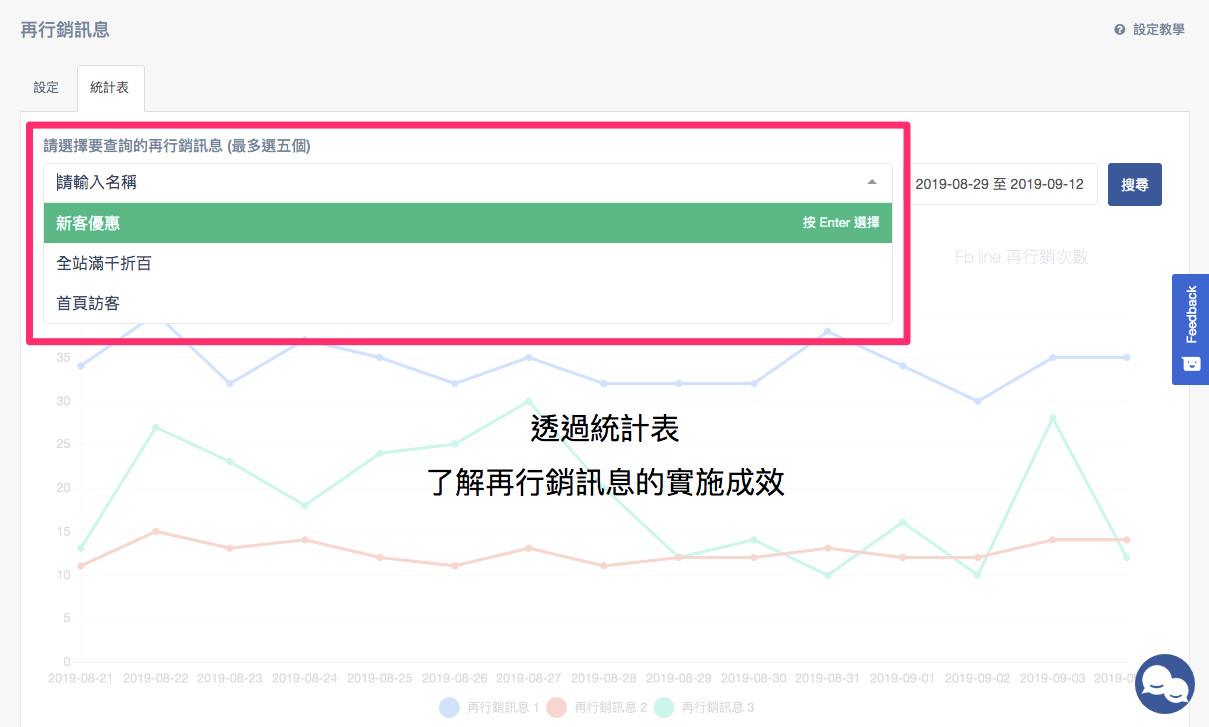 再行銷訊息
設定教學
設定
統計表
請選擇要查詢的再行銷訊息 (最多選五個)
請輸入名稱
2019-08-29 至 2019-09-12
搜尋
新客優惠
按 Enter 選擇
全站滿千折百
首頁訪客
Fb line 再行銷次數
Feedback
35
30
25
20
15
10
5
0
透過統計表
了解再行銷訊息的實施成效
2019-08-21 2019-08-22 2019-08-23 2019-08-24 2019-08-25 2019-08-26 2019-08-27 2019-08-28 2019-08-29 2019-08-30 2019-08-31 2019-09-01 2019-09-02 2019-09-03
再行銷訊息 1 再行銷訊息 2 再行銷訊息 3